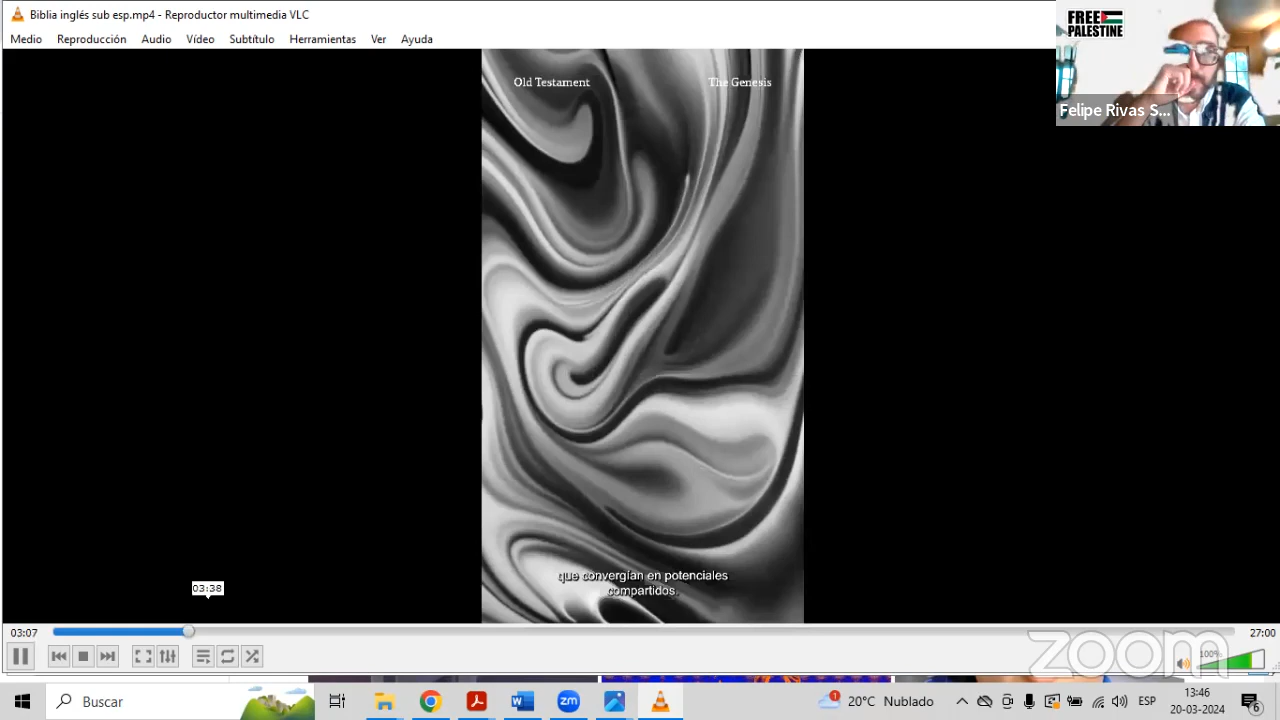 Biblia inglés sub esp.mp4 - Reproductor multimedia VLC
Medio Reproducción Audio Vídeo Subtítulo Herramientas Ver Ayuda
FREE
PALESTINE
Felipe Rivas S...
Old Testament The Genesis
que convergían en potenciales
compartidos.
03:38
03:07 27:00
zoom
100%
Buscar
20°C Nublado
ESP
13:46
20-03-2024
1
6